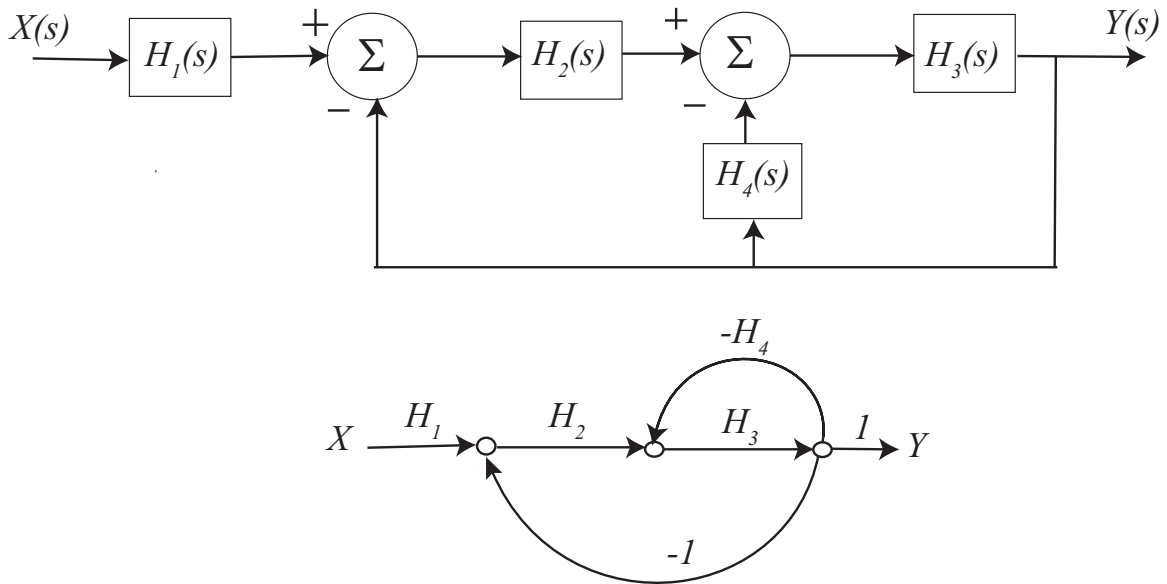 X(s) H₁(s) + Σ H₂(s) + Σ H₃(s) Y(s)
− −
H₄(s)
-H₄
X H₁ H₂ H₃ 1 Y
-1